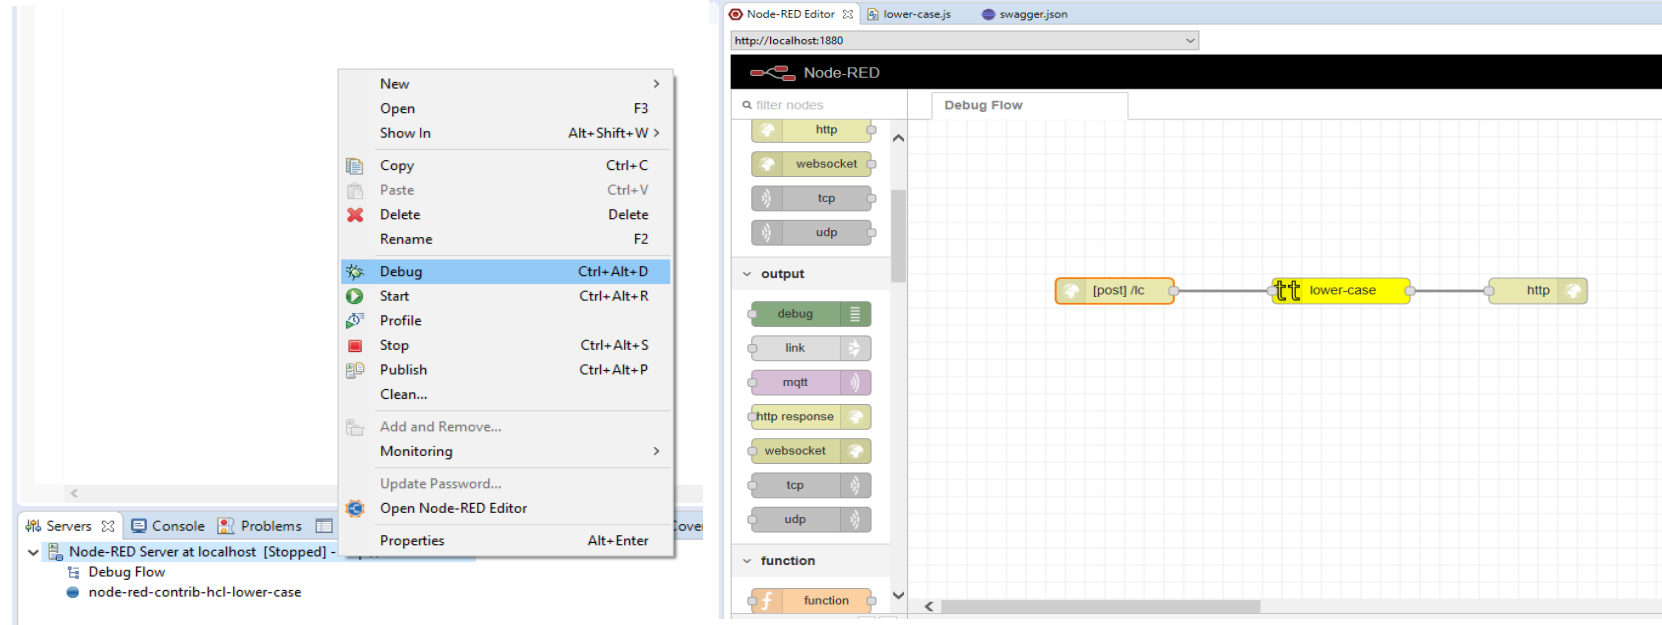 New
Open F3
Show In Alt+Shift+W
Copy Ctrl+C
Paste Ctrl+V
Delete Delete
Rename F2
Debug Ctrl+Alt+D
Start Ctrl+Alt+R
Profile
Stop Ctrl+Alt+S
Publish Ctrl+Alt+P
Clean...
Add and Remove...
Monitoring
Update Password...
Open Node-RED Editor
Properties Alt+Enter
Servers Console Problems
Node-RED Server at localhost [Stopped] -
Debug Flow
node-red-contrib-hcl-lower-case
Node-RED Editor lower-case.js swagger.json
http://localhost:1880
Node-RED
filter nodes
Debug Flow
http
websocket
tcp
udp
output
debug
link
mqtt
http response
websocket
tcp
udp
function
function
[post] /lc
tt lower-case
http